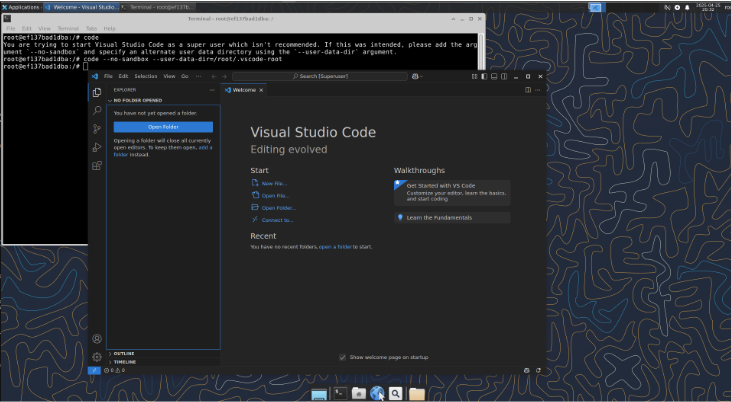 Applications
Welcome - Visual Studio...
Terminal - root@ef1376...
2025-04-25
20:32
Terminal - root@ef137bad1dba: /
File Edit View Terminal Tabs Help
root@ef137bad1dba:/# code
You are trying to start Visual Studio Code as a super user which isn't recommended. If this was intended, please add the arg
ument `--no-sandbox` and specify an alternate user data directory using the `--user-data-dir` argument.
root@ef137bad1dba:/# code --no-sandbox --user-data-dir=/root/.vscode-root
root@ef137bad1dba:/#
File Edit Selection View Go ...
Search [Superuser]
EXPLORER
Welcome
NO FOLDER OPENED
You have not yet opened a folder.
Open Folder
Opening a folder will close all currently
open editors. To keep them open, add a
folder instead.
Visual Studio Code
Editing evolved
Start
New File...
Open File...
Open Folder...
Connect to...
Recent
You have no recent folders, open a folder to start.
Walkthroughs
Get Started with VS Code
Customize your editor, learn the basics,
and start coding
Learn the Fundamentals
Show welcome page on startup
OUTLINE
TIMELINE
0 0